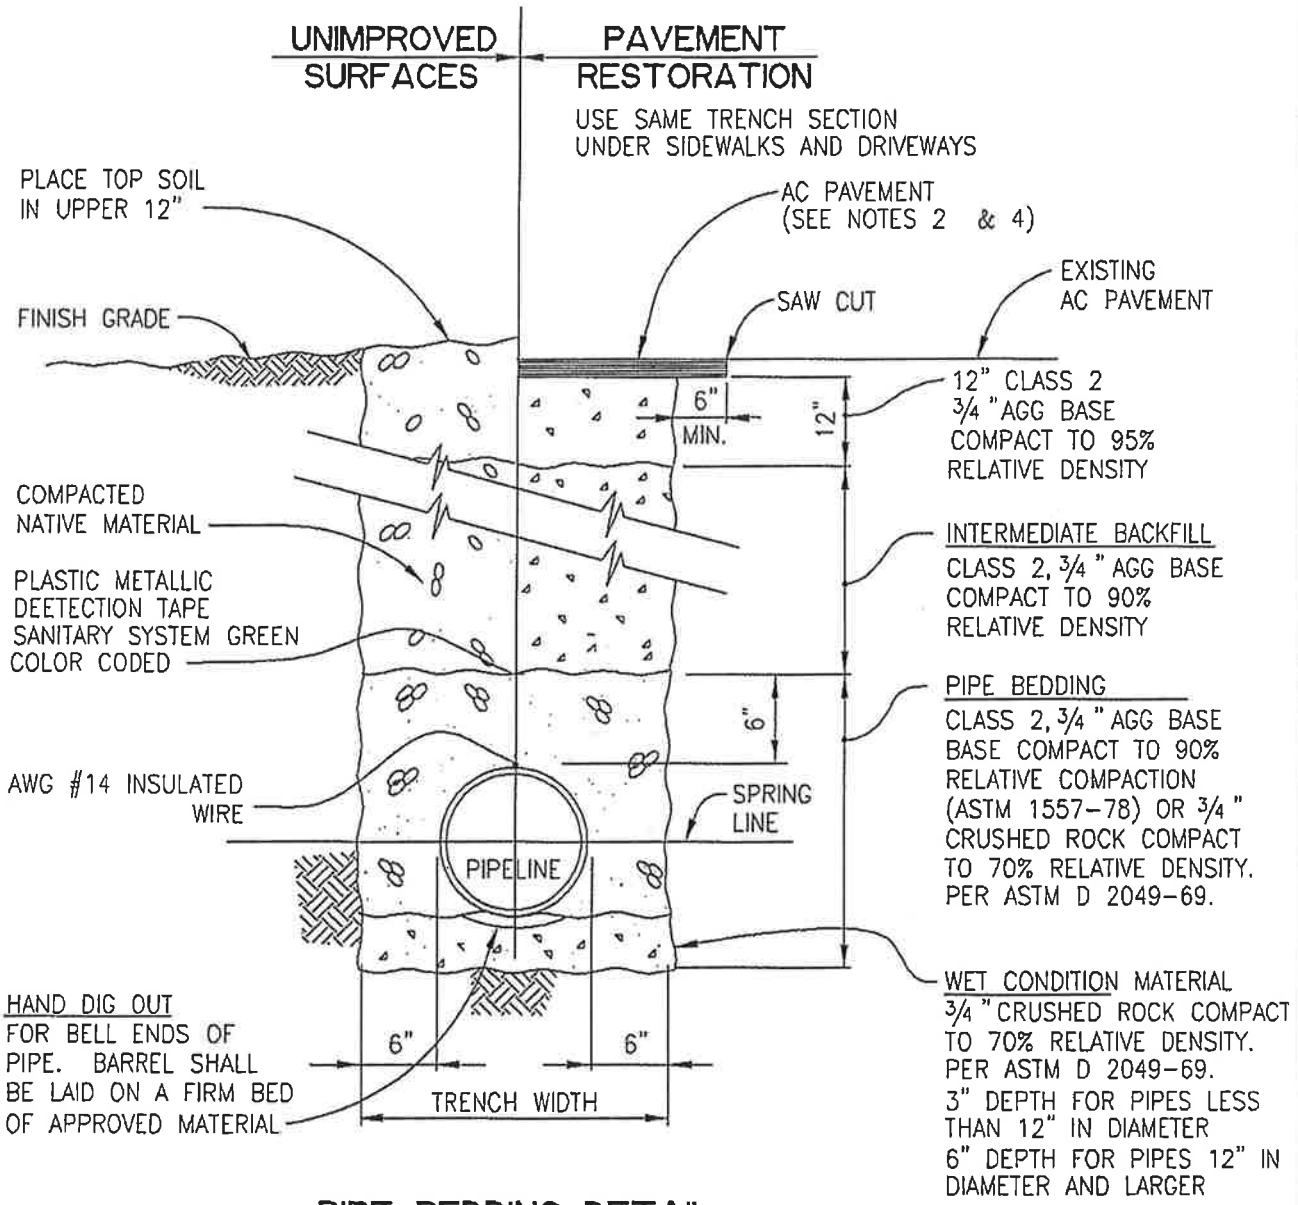 UNIMPROVED
SURFACES
PAVEMENT
RESTORATION
USE SAME TRENCH SECTION
UNDER SIDEWALKS AND DRIVEWAYS
PLACE TOP SOIL
IN UPPER 12"
AC PAVEMENT
(SEE NOTES 2 & 4)
EXISTING
AC PAVEMENT
SAW CUT
FINISH GRADE
6"
MIN.
12"
12" CLASS 2
3/4 " AGG BASE
COMPACT TO 95%
RELATIVE DENSITY
COMPACTED
NATIVE MATERIAL
INTERMEDIATE BACKFILL
CLASS 2, 3/4 " AGG BASE
COMPACT TO 90%
RELATIVE DENSITY
PLASTIC METALLIC
DEETECTION TAPE
SANITARY SYSTEM GREEN
COLOR CODED
PIPE BEDDING
CLASS 2, 3/4 " AGG BASE
BASE COMPACT TO 90%
RELATIVE COMPACTION
(ASTM 1557-78) OR 3/4 "
CRUSHED ROCK COMPACT
TO 70% RELATIVE DENSITY.
PER ASTM D 2049-69.
6"
AWG #14 INSULATED
WIRE
SPRING
LINE
PIPELINE
WET CONDITION MATERIAL
3/4 " CRUSHED ROCK COMPACT
TO 70% RELATIVE DENSITY.
PER ASTM D 2049-69.
3" DEPTH FOR PIPES LESS
THAN 12" IN DIAMETER
6" DEPTH FOR PIPES 12" IN
DIAMETER AND LARGER
HAND DIG OUT
FOR BELL ENDS OF
PIPE. BARREL SHALL
BE LAID ON A FIRM BED
OF APPROVED MATERIAL
6"
6"
TRENCH WIDTH
PIPE BEDDING DETAIL